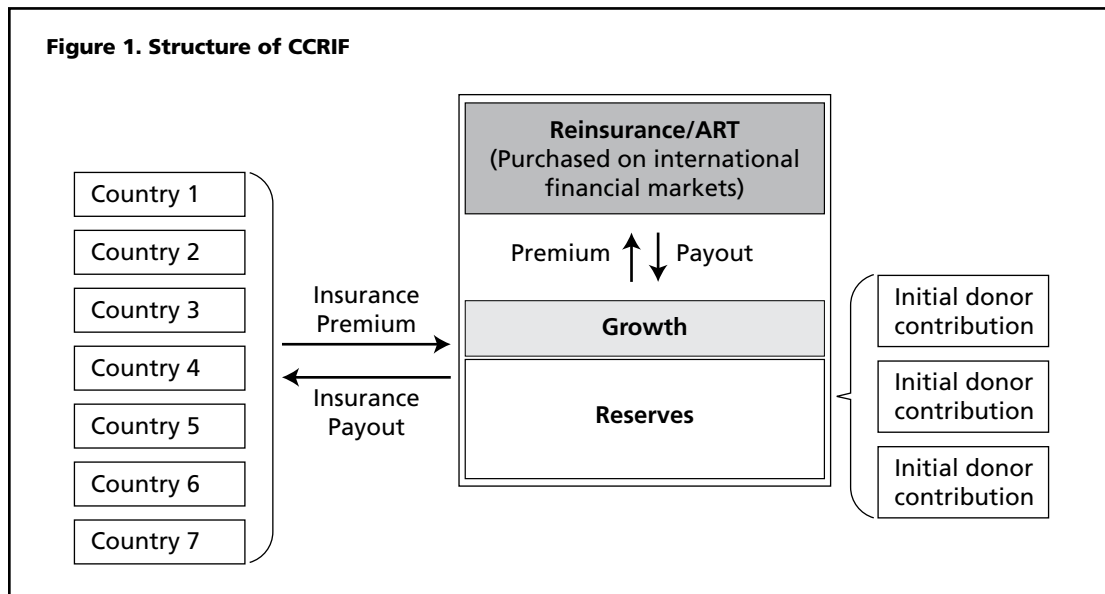 Figure 1. Structure of CCRIF
Country 1
Country 2
Country 3
Country 4
Country 5
Country 6
Country 7
Insurance
Premium
Insurance
Payout
Reinsurance/ART
(Purchased on international
financial markets)
Premium
Payout
Growth
Reserves
Initial donor
contribution
Initial donor
contribution
Initial donor
contribution